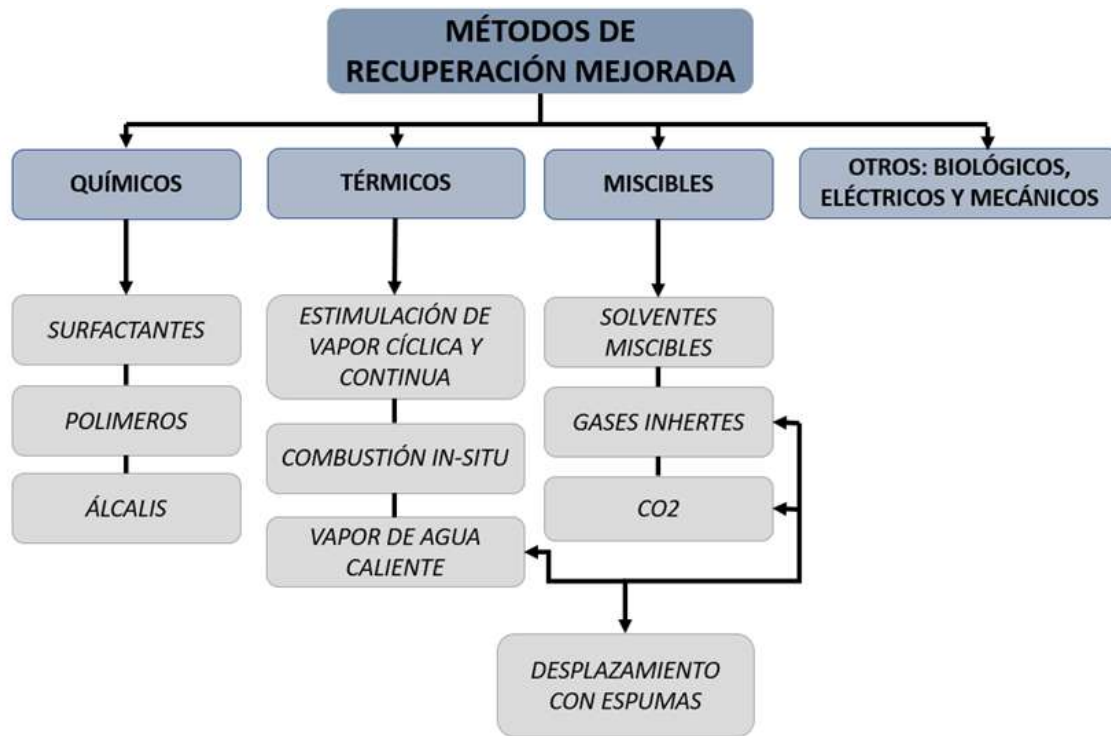 MÉTODOS DE
RECUPERACIÓN MEJORADA
QUÍMICOS
TÉRMICOS
MISCIBLES
OTROS: BIOLÓGICOS,
ELÉCTRICOS Y MECÁNICOS
SURFACTANTES
POLIMEROS
ÁLCALIS
ESTIMULACIÓN DE
VAPOR CÍCLICA Y
CONTINUA
COMBUSTIÓN IN-SITU
VAPOR DE AGUA
CALIENTE
SOLVENTES
MISCIBLES
GASES INHERTES
CO2
DESPLAZAMIENTO
CON ESPUMAS